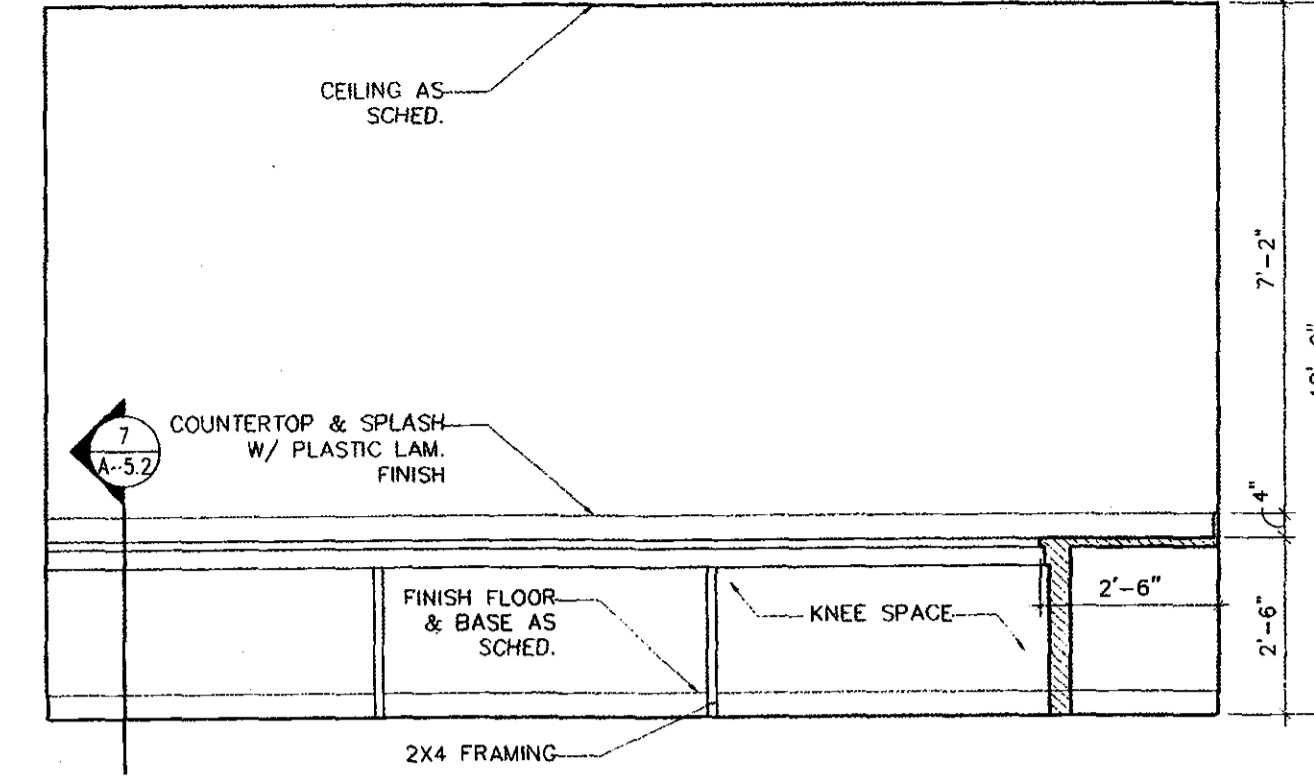 CEILING AS
SCHED.
7'-2"
7
A-5.2
COUNTERTOP & SPLASH
W/ PLASTIC LAM.
FINISH
4"
FINISH FLOOR
& BASE AS
SCHED.
KNEE SPACE
2'-6"
2'-6"
2X4 FRAMING